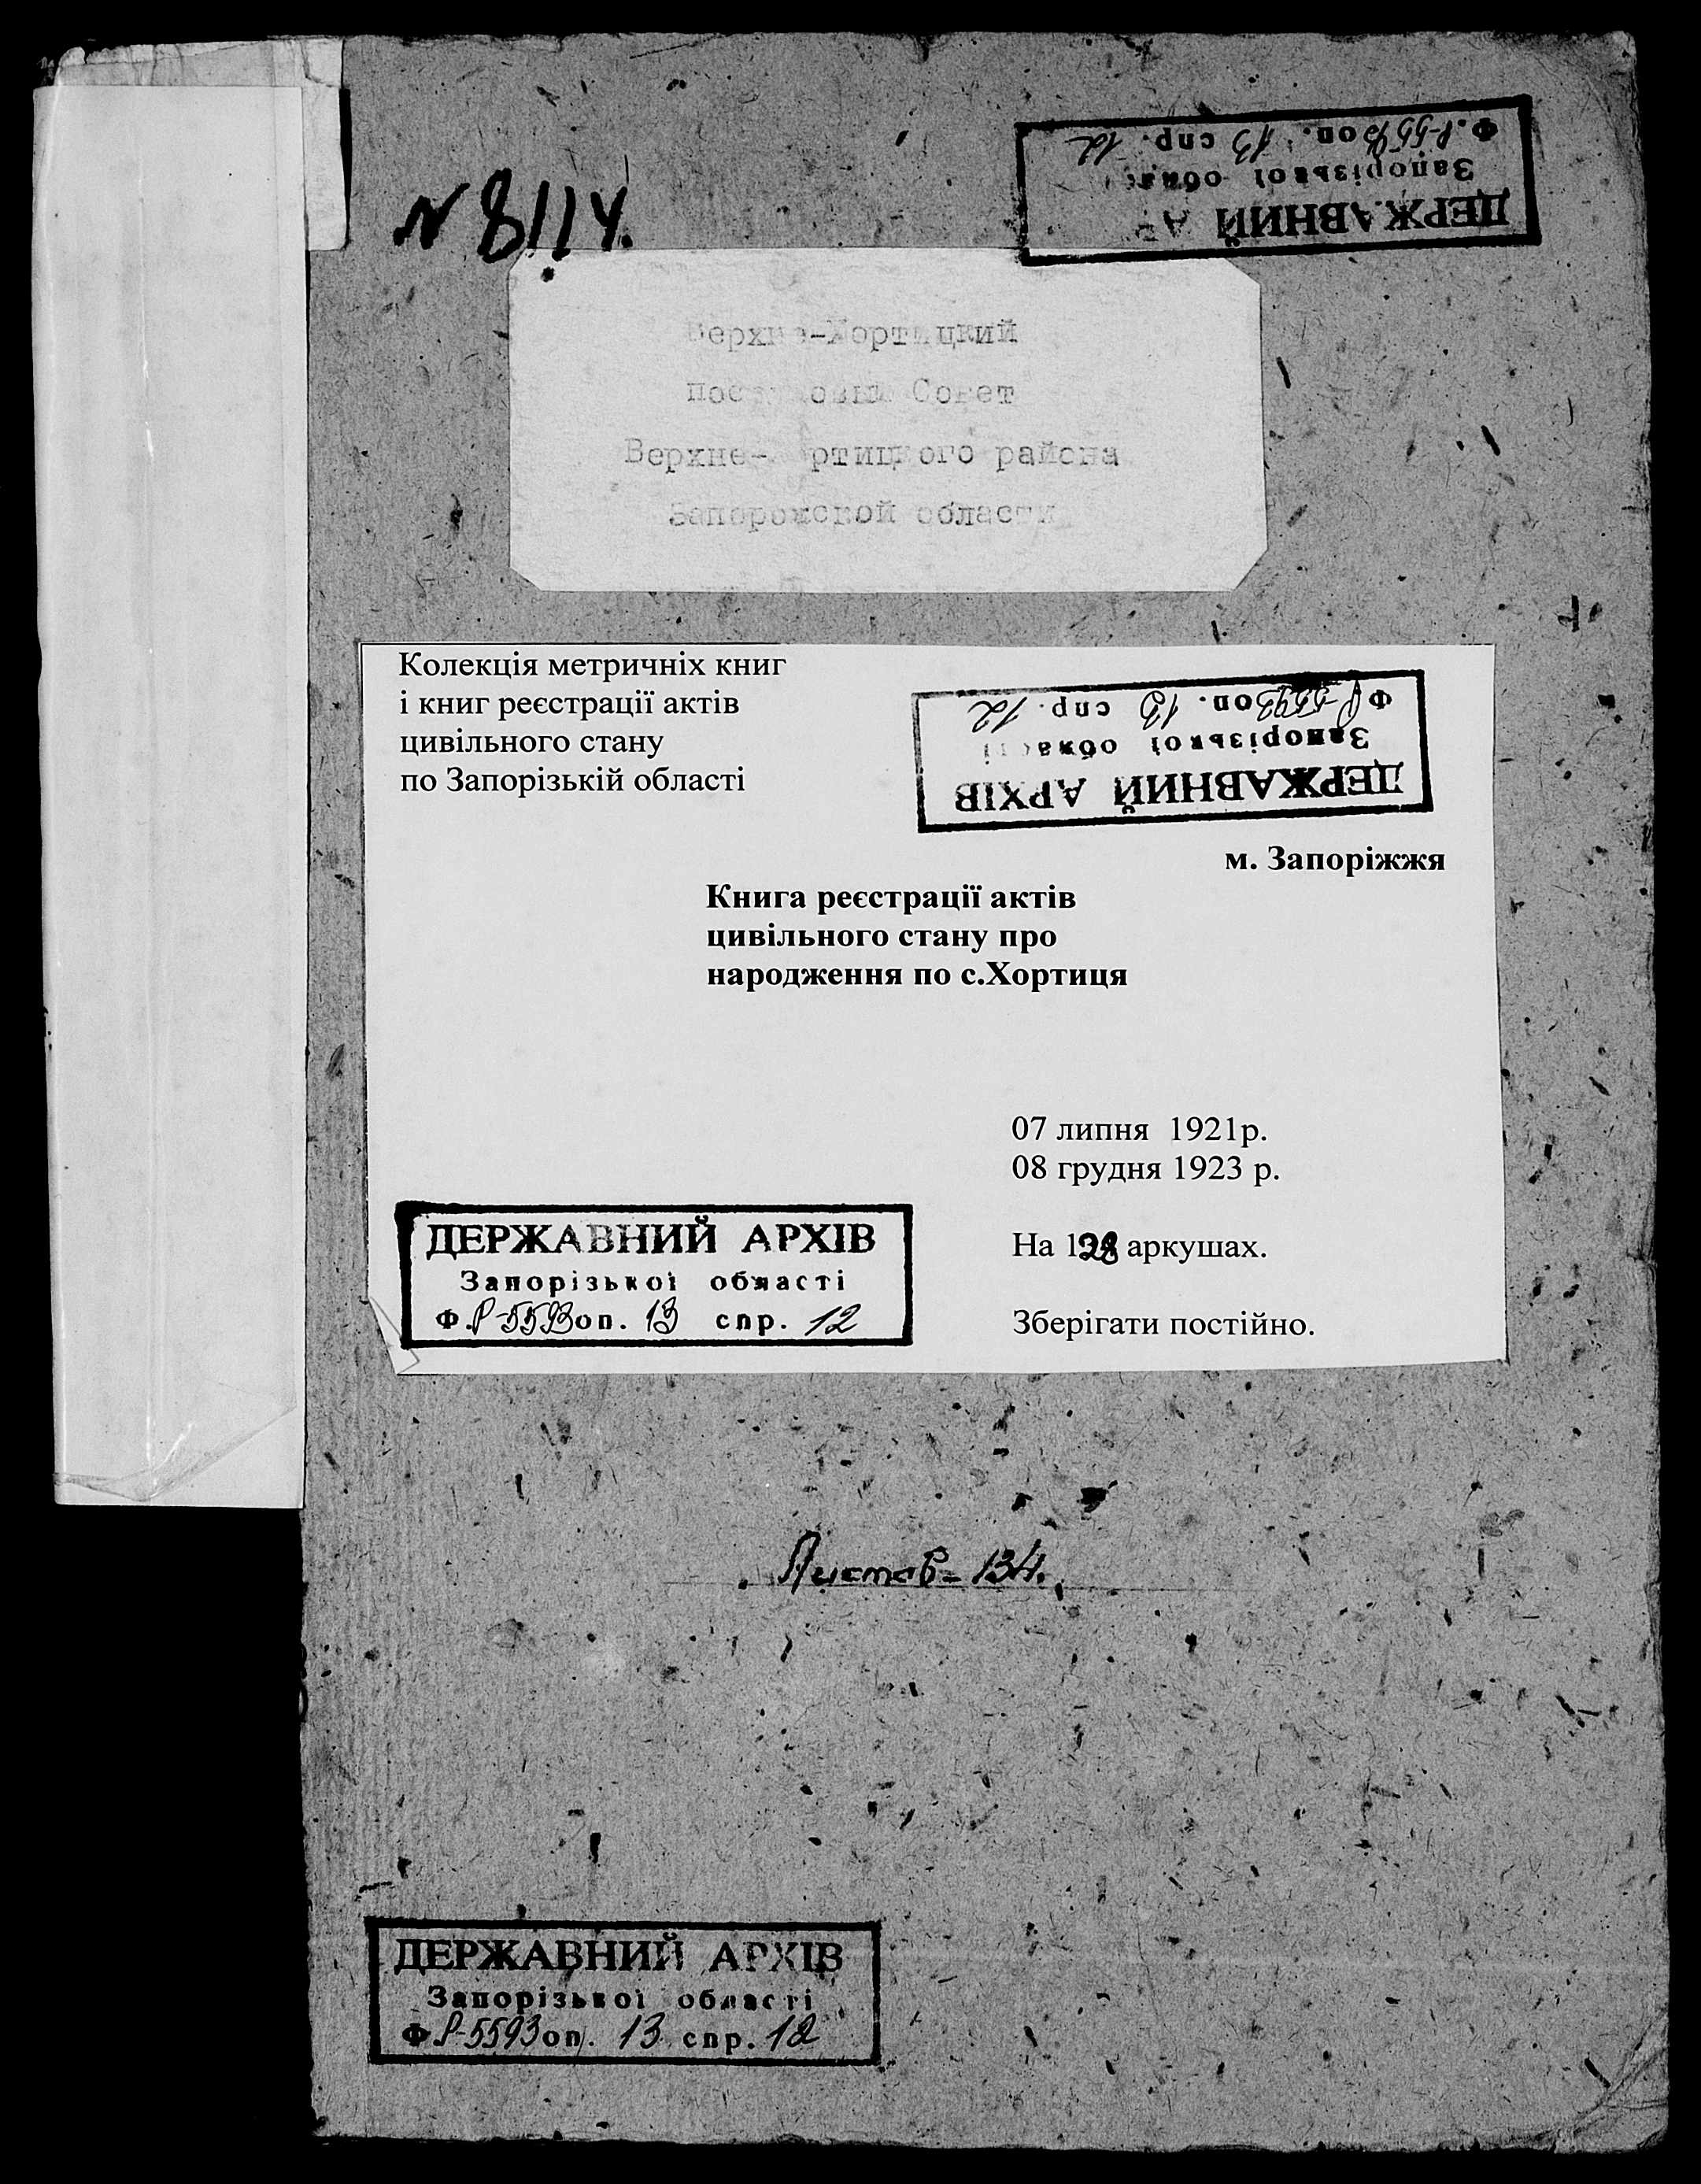 N 8114.
Ф. Р-5593 оп. 13 спр. 12
Запорізької обл
ДЕРЖАВНИЙ
Верхне-Хортицкий
Совет
Верхне- ртицкого района
Запорожской области
Колекція метричніх книг
і книг реєстрації актів
цивільного стану
по Запорізькій області
Ф Р-5593 оп. 13 спр. 12
Запорізької області
ДЕРЖАВНИЙ АРХІВ
м. Запоріжжя
Книга реєстрації актів
цивільного стану про
народження по с.Хортиця
07 липня 1921р.
08 грудня 1923 р.
На 128 аркушах.
Зберігати постійно.
ДЕРЖАВНИЙ АРХІВ
Запорізької області
Ф. Р-5593 оп. 13 спр. 12
Листов - 134.
ДЕРЖАВНИЙ АРХІВ
Запорізької області
Ф Р-5593 оп. 13 спр. 12